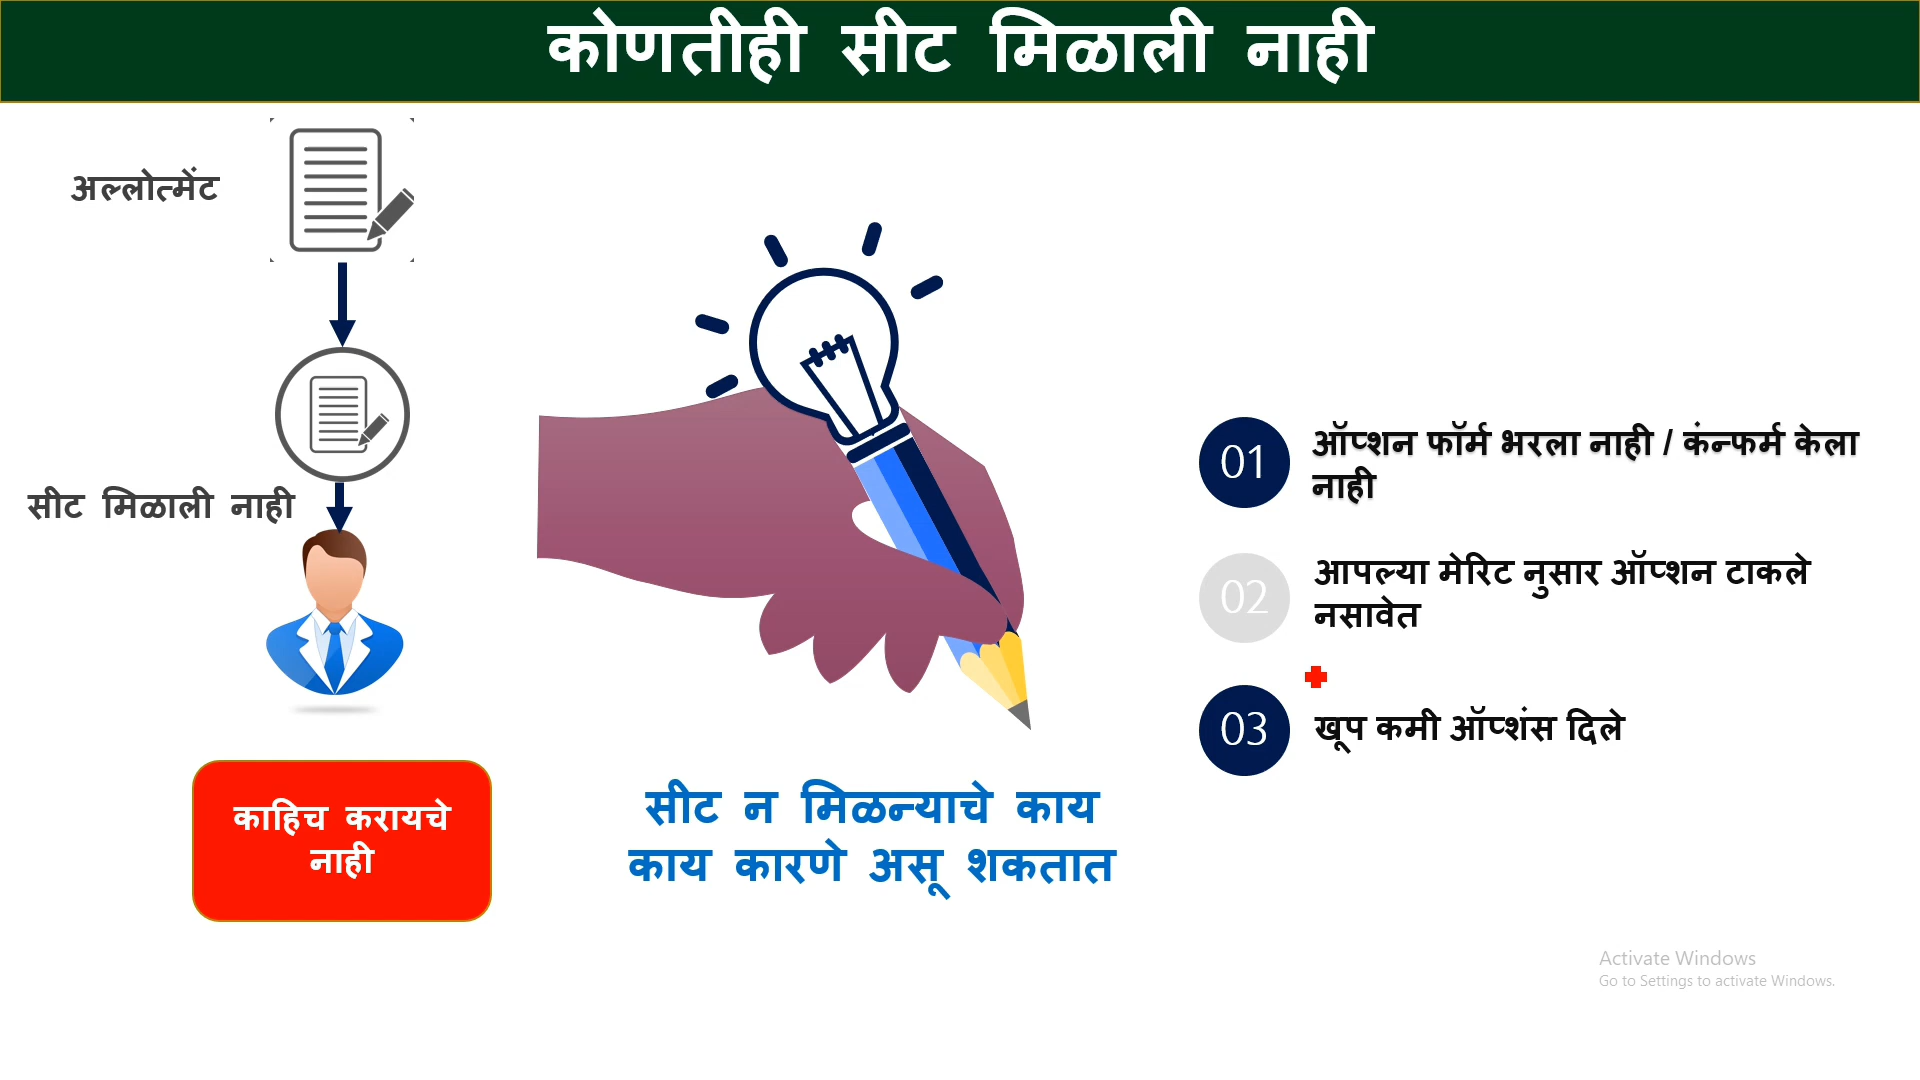 कोणतीही सीट मिळाली नाही
अल्लोत्मेंट
सीट मिळाली नाही
काहिच करायचे
नाही
सीट न मिळन्याचे काय
काय कारणे असू शकतात
01
ऑप्शन फॉर्म भरला नाही / कंन्फर्म केला
नाही
02
आपल्या मेरिट नुसार ऑप्शन टाकले
नसावेत
03
खूप कमी ऑप्शंस दिले
Activate Windows
Go to Settings to activate Windows.